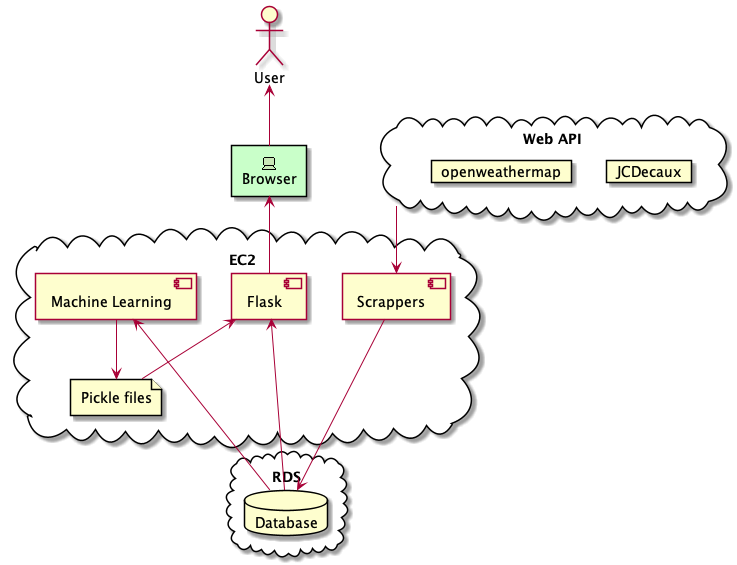 User
Web API
openweathermap
JCDecaux
Browser
EC2
Machine Learning
Flask
Scrappers
Pickle files
RDS
Database